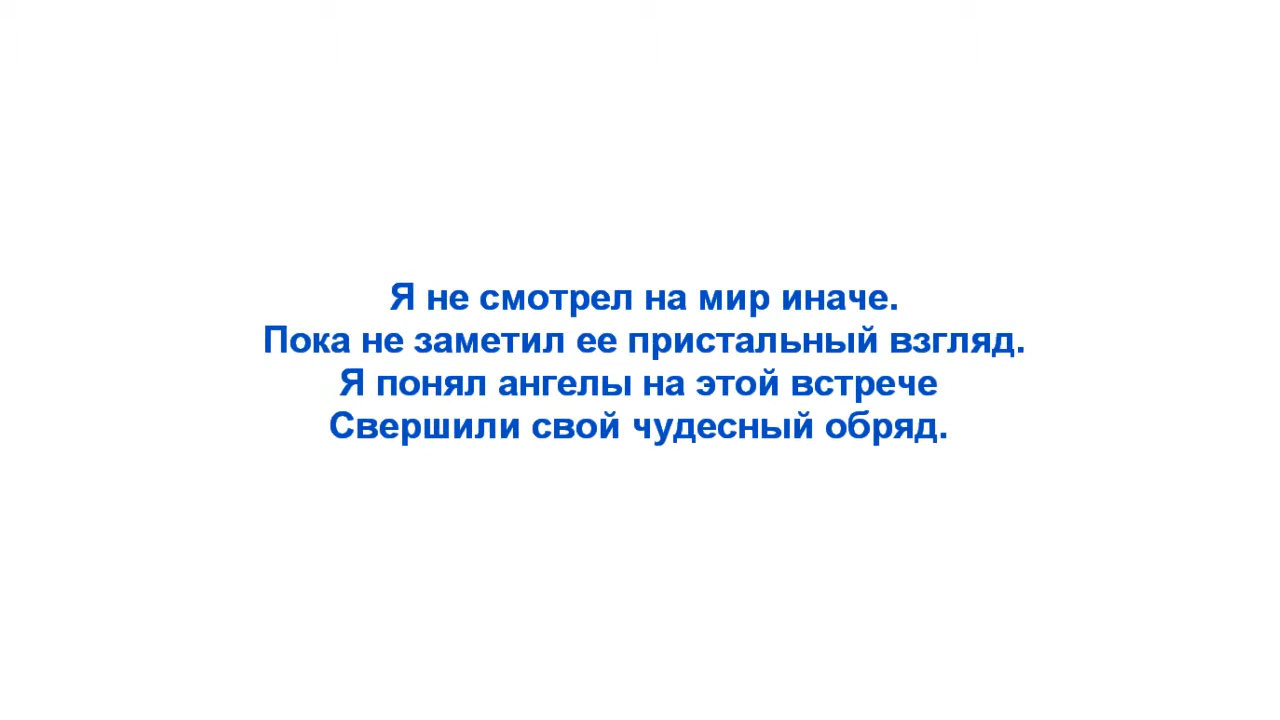 Я не смотрел на мир иначе.
Пока не заметил ее пристальный взгляд.
Я понял ангелы на этой встрече
Свершили свой чудесный обряд.